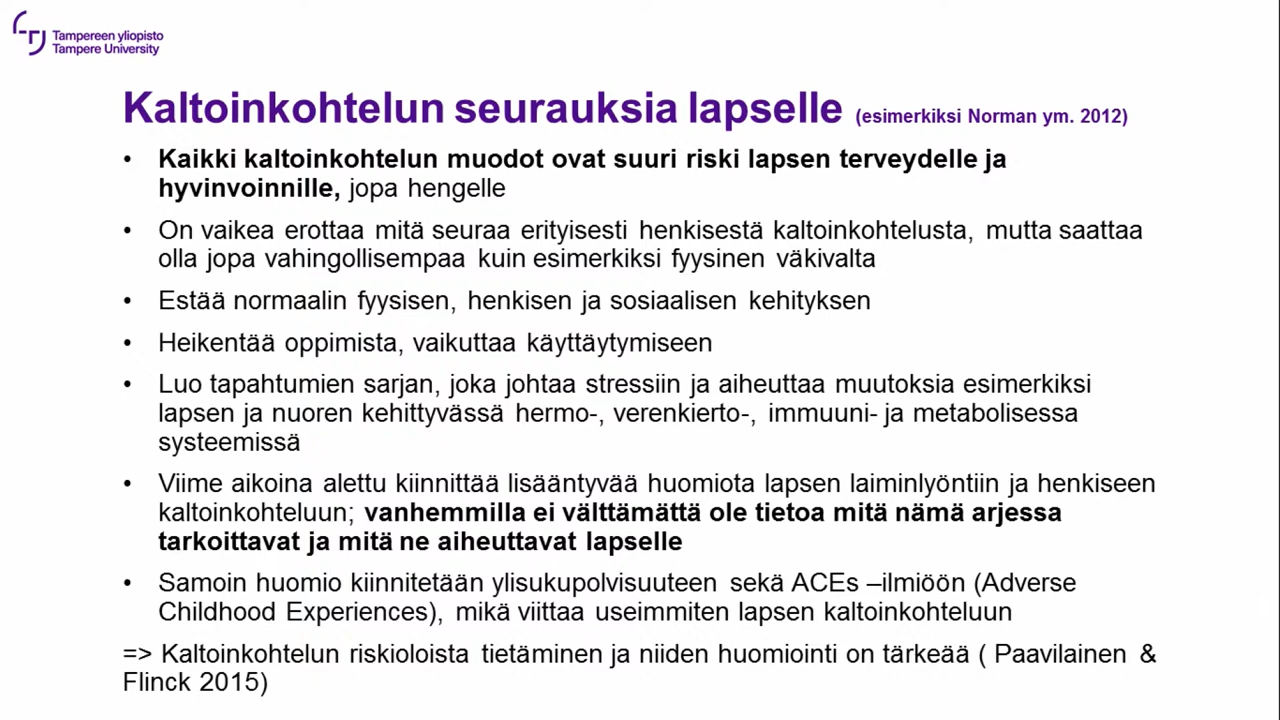 Tampereen yliopisto
Tampere University
Kaltoinkohtelun seurauksia lapselle (esimerkiksi Norman ym. 2012)
• Kaikki kaltoinkohtelun muodot ovat suuri riski lapsen terveydelle ja
hyvinvoinnille, jopa hengelle
• On vaikea erottaa mitä seuraa erityisesti henkisestä kaltoinkohtelusta, mutta saattaa
olla jopa vahingollisempaa kuin esimerkiksi fyysinen väkivalta
• Estää normaalin fyysisen, henkisen ja sosiaalisen kehityksen
• Heikentää oppimista, vaikuttaa käyttäytymiseen
• Luo tapahtumien sarjan, joka johtaa stressiin ja aiheuttaa muutoksia esimerkiksi
lapsen ja nuoren kehittyvässä hermo-, verenkierto-, immuuni- ja metabolisessa
systeemissä
• Viime aikoina alettu kiinnittää lisääntyvää huomiota lapsen laiminlyöntiin ja henkiseen
kaltoinkohteluun; vanhemmilla ei välttämättä ole tietoa mitä nämä arjessa
tarkoittavat ja mitä ne aiheuttavat lapselle
• Samoin huomio kiinnitetään ylisukupolvisuuteen sekä ACEs –ilmiöön (Adverse
Childhood Experiences), mikä viittaa useimmiten lapsen kaltoinkohteluun
=> Kaltoinkohtelun riskioloista tietäminen ja niiden huomiointi on tärkeää ( Paavilainen &
Flinck 2015)